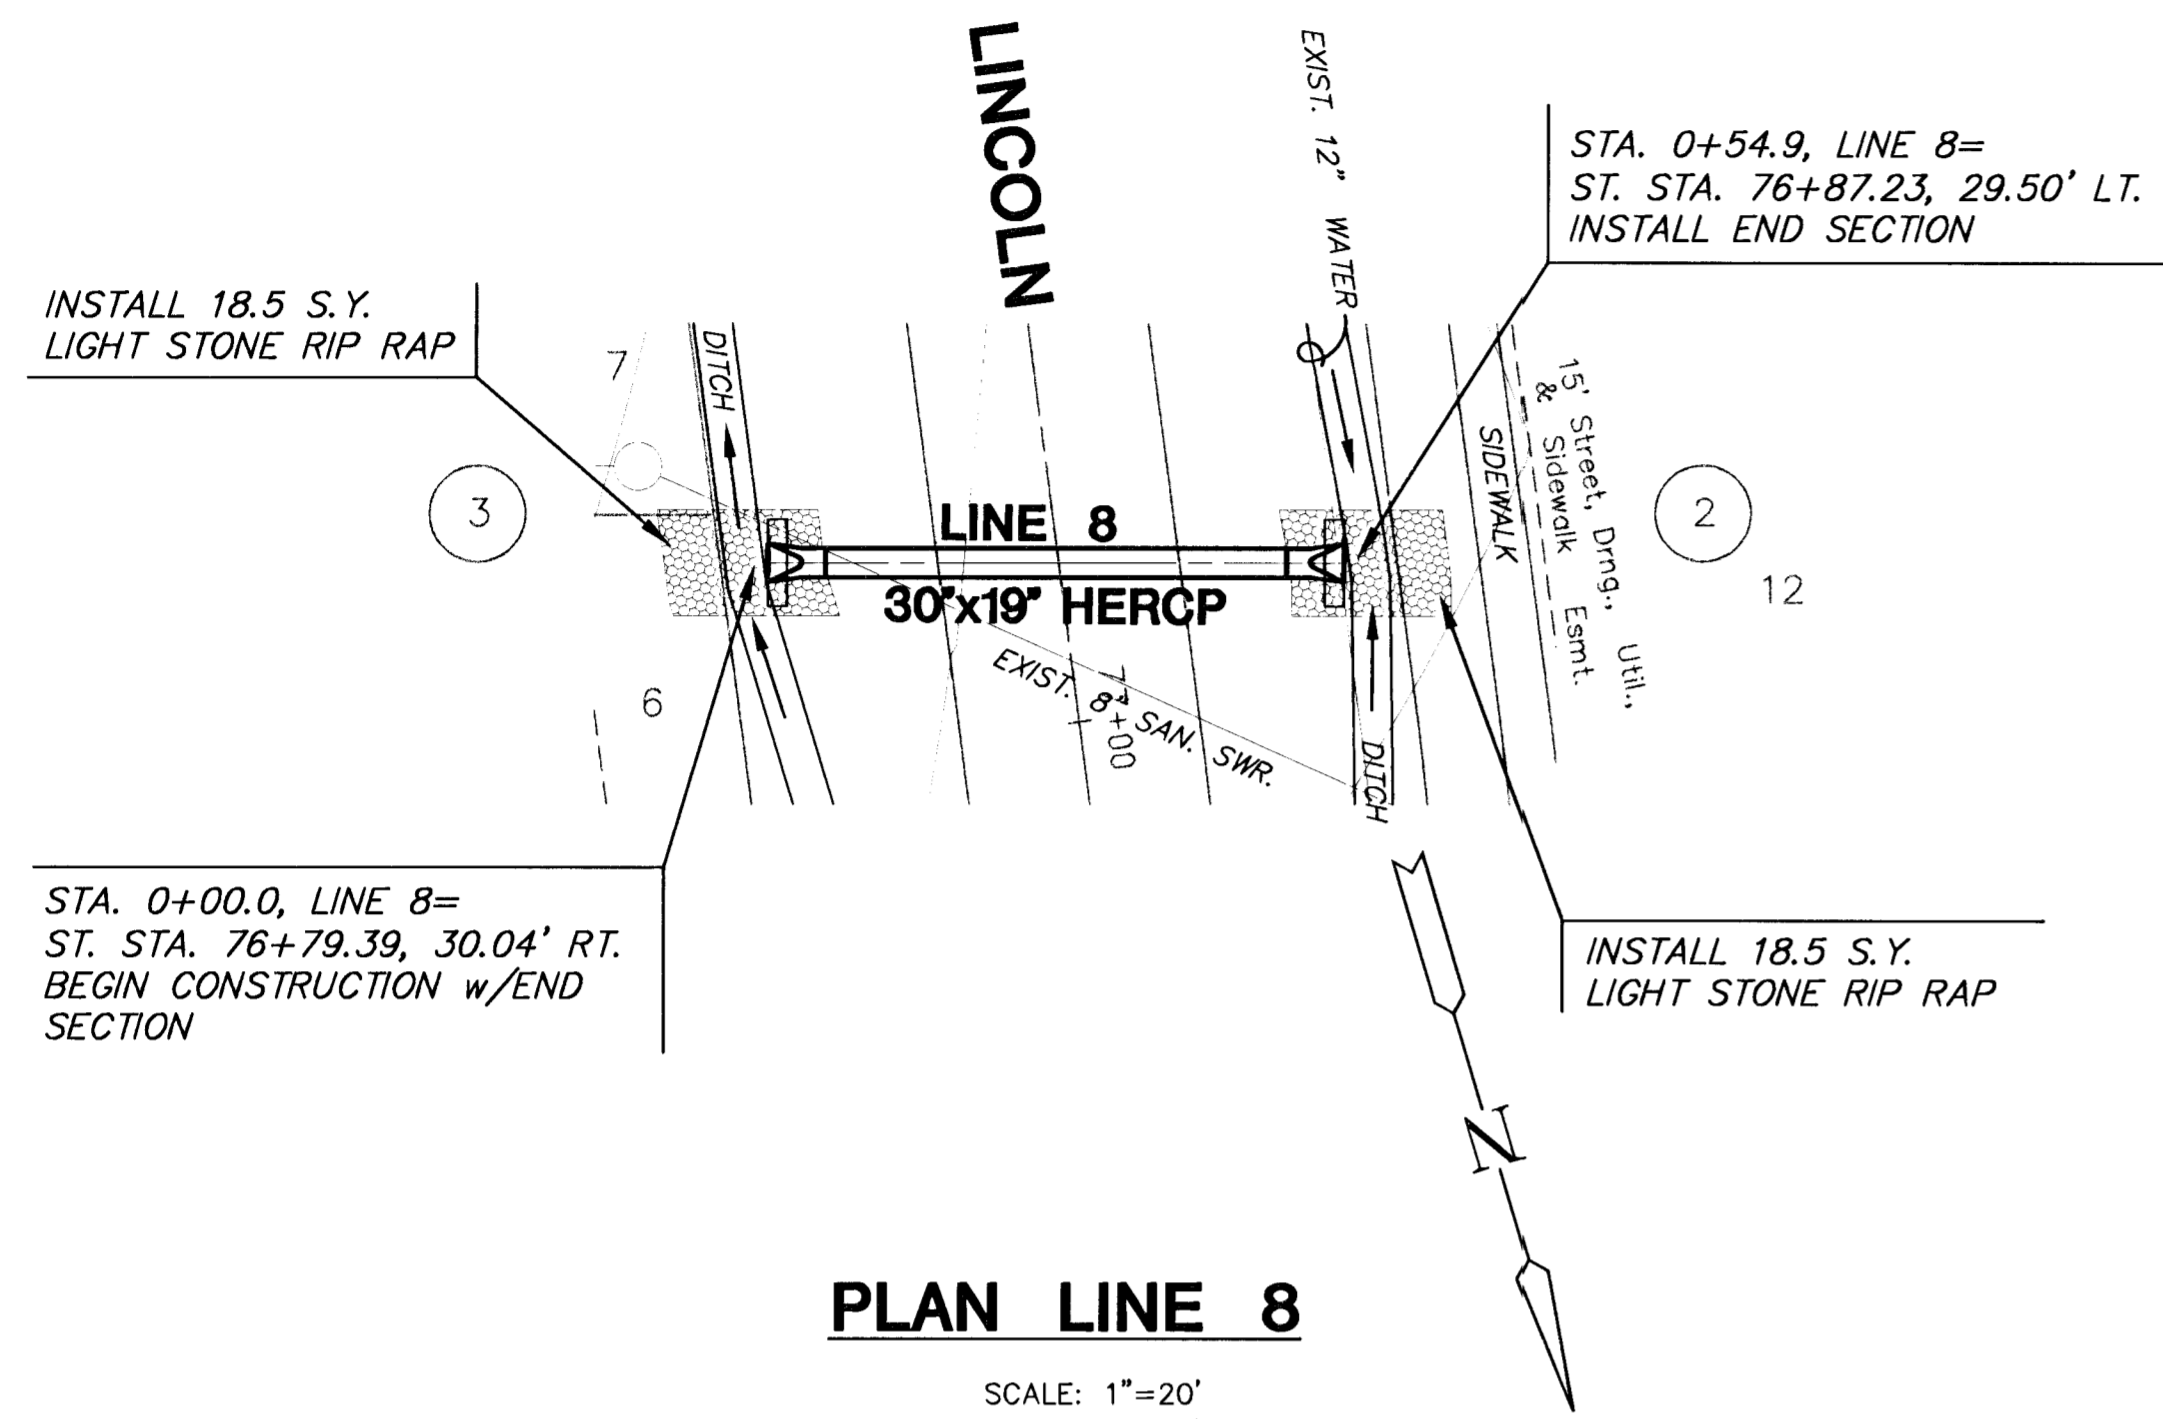 LINCOLN
EXIST. 12" WATER
STA. 0+54.9, LINE 8=
ST. STA. 76+87.23, 29.50' LT.
INSTALL END SECTION
INSTALL 18.5 S.Y.
LIGHT STONE RIP RAP
7
DITCH
15' Street, Drng., Util.,
& Sidewalk Esmt.
SIDEWALK
3
2
LINE 8
30"x19" HERCP
12
6
EXIST. 8" SAN. SWR.
77+00
DITCH
STA. 0+00.0, LINE 8=
ST. STA. 76+79.39, 30.04' RT.
BEGIN CONSTRUCTION w/END
SECTION
INSTALL 18.5 S.Y.
LIGHT STONE RIP RAP
N
PLAN LINE 8
SCALE: 1"=20'